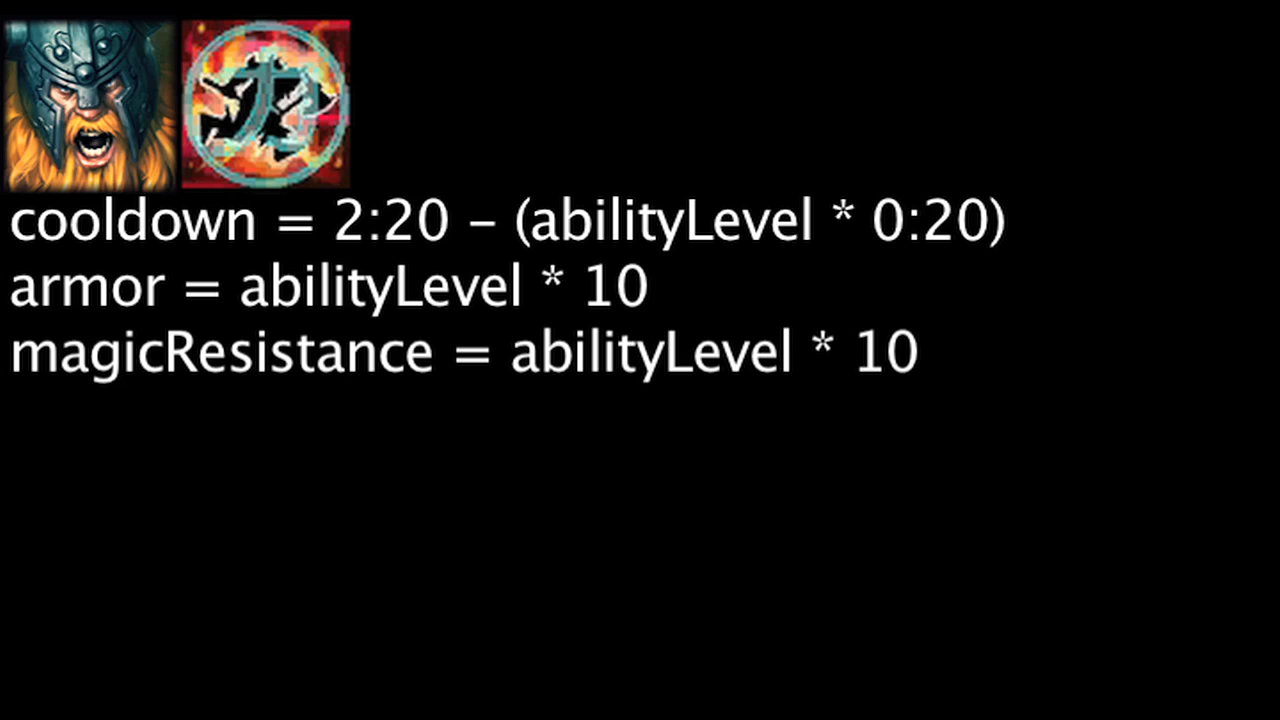 cooldown = 2:20 – (abilityLevel * 0:20)
armor = abilityLevel * 10
magicResistance = abilityLevel * 10